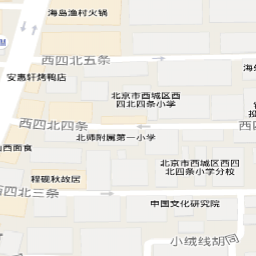 海岛渔村火锅
西四北五条
安惠轩烤鸭店
北京市西城区西
四北四条小学
西四北四条
北师附属第一小学
西面食
北京市西城区西四
北四条小学分校
程砚秋故居
西四北三条
中国文化研究院
小绒线胡同